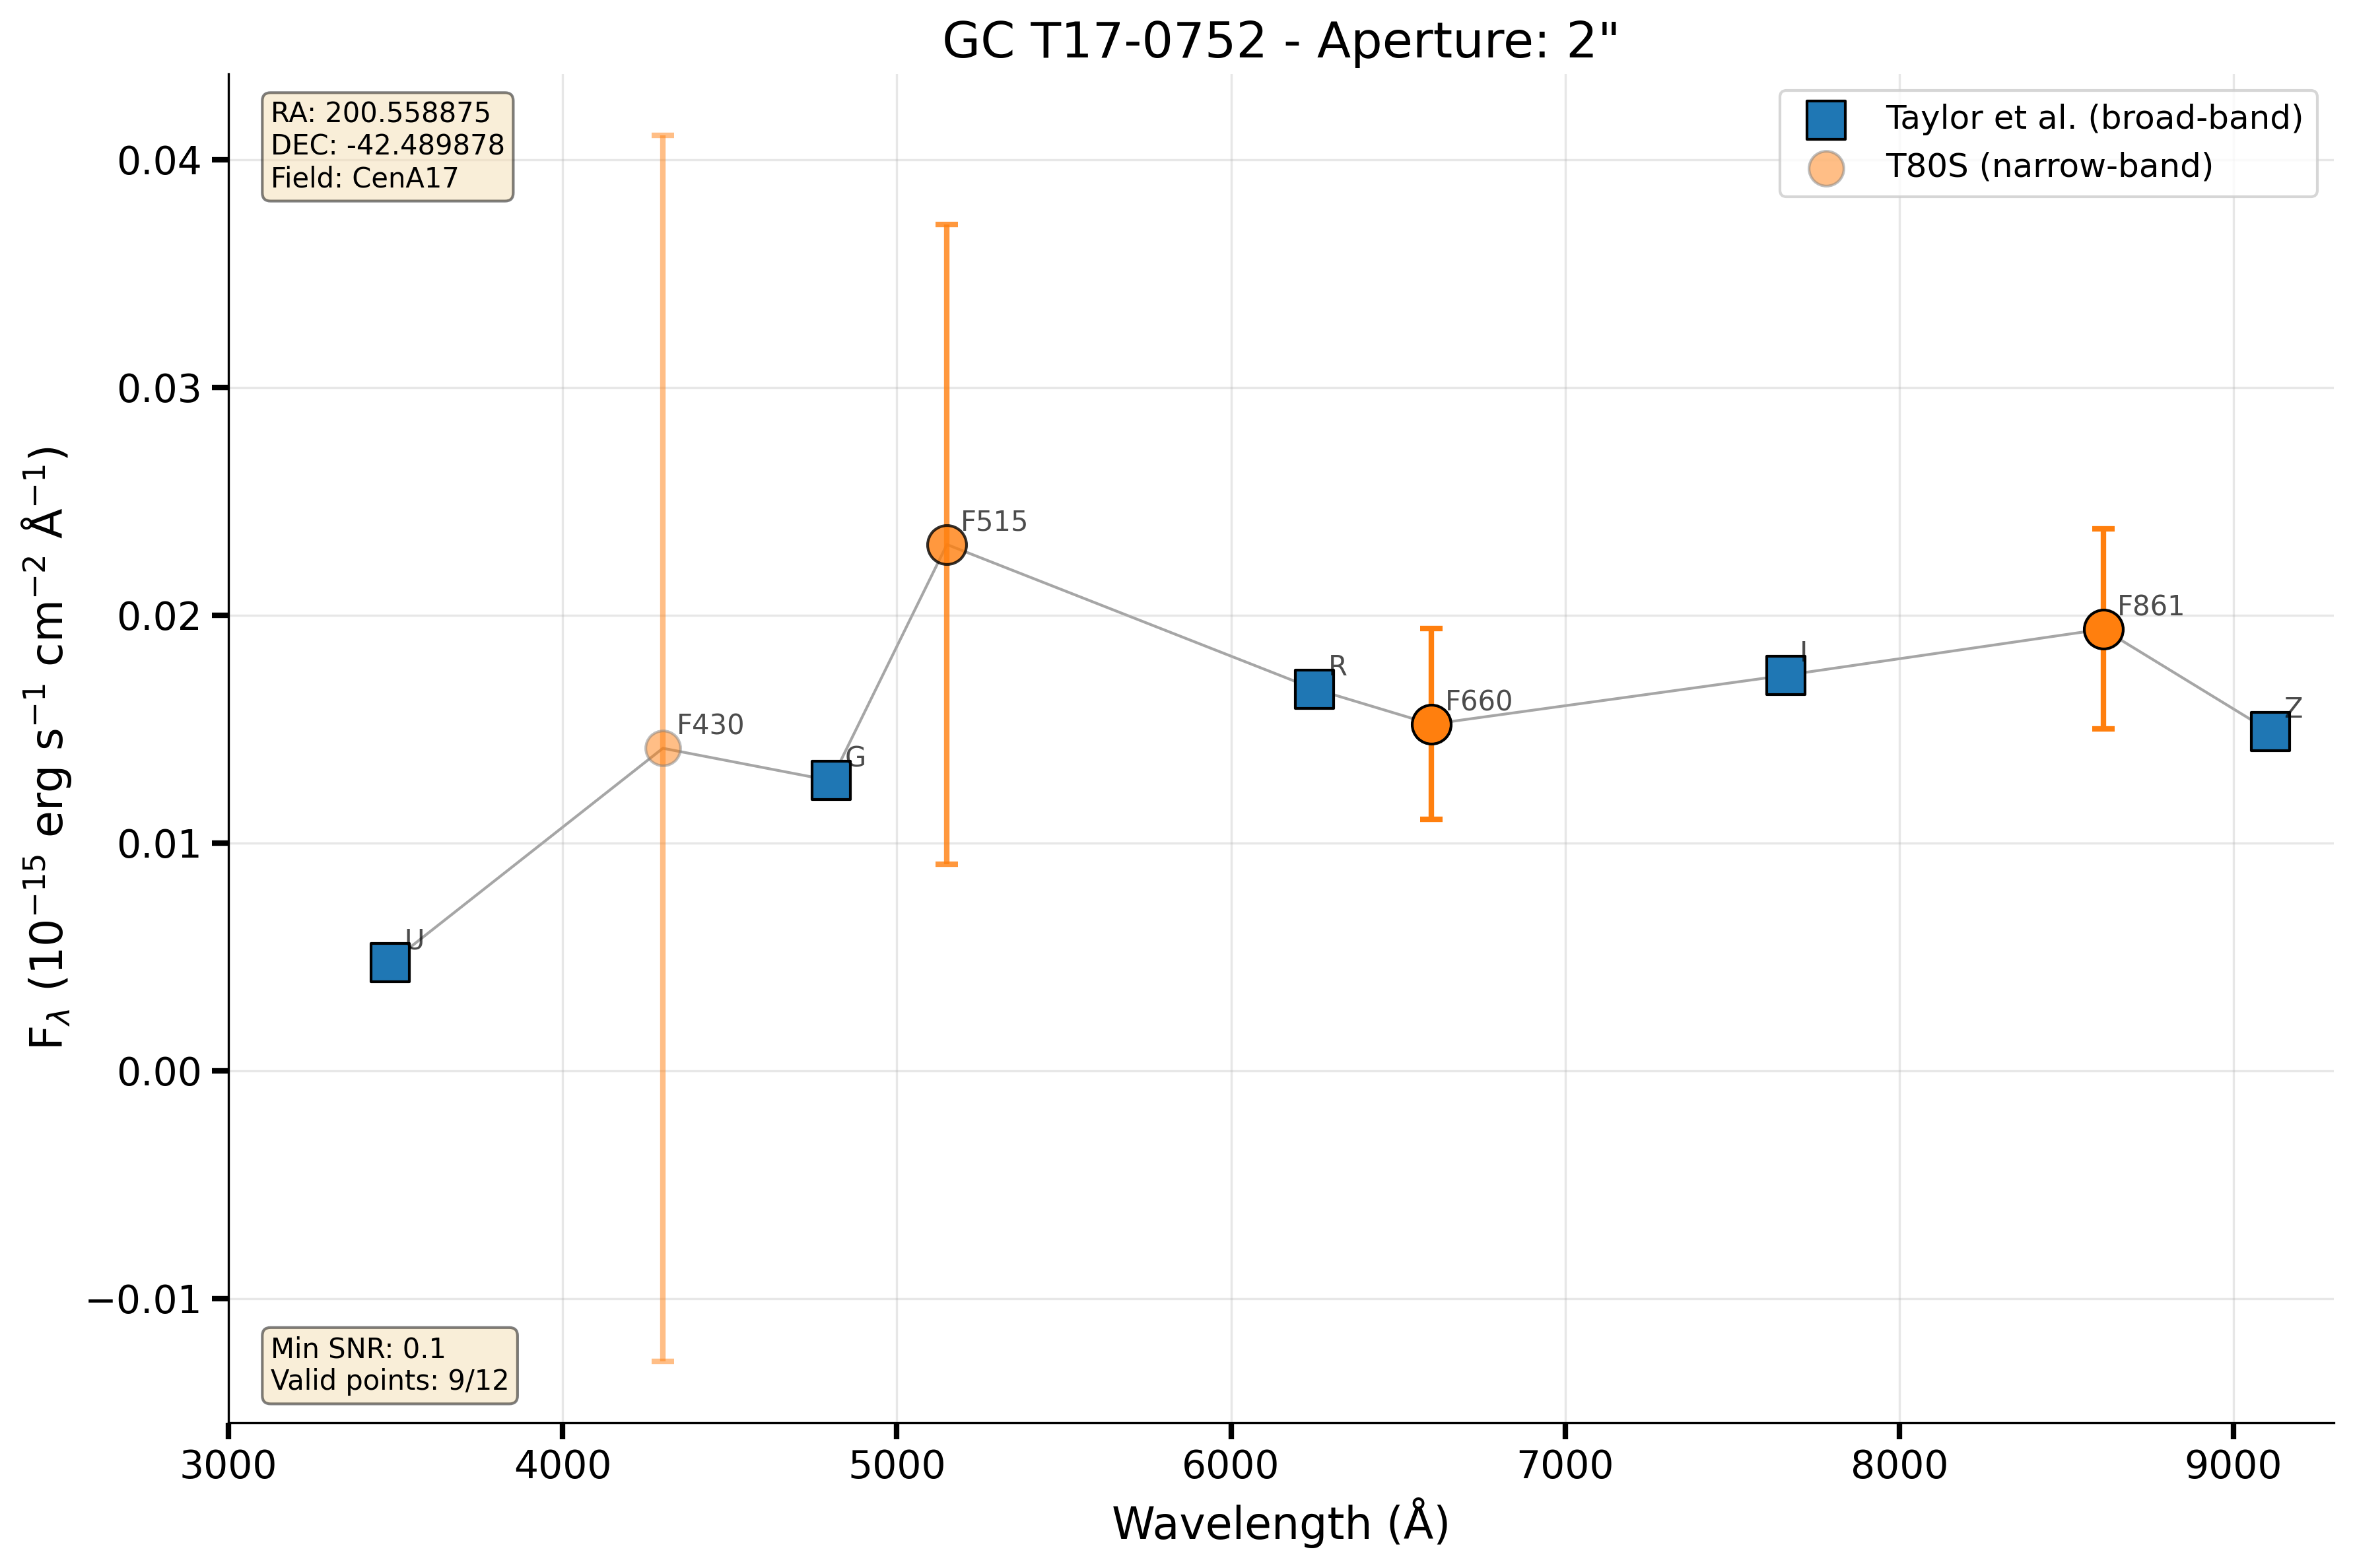 GC T17-0752 - Aperture: 2"
RA: 200.558875
DEC: -42.489878
Field: CenA17
Taylor et al. (broad-band)
T80S (narrow-band)
0.04
0.03
0.02
0.01
0.00
−0.01
F_λ (10⁻¹⁵ erg s⁻¹ cm⁻² Å⁻¹)
U
F430
G
F515
R
F660
I
F861
Z
Min SNR: 0.1
Valid points: 9/12
3000 4000 5000 6000 7000 8000 9000
Wavelength (Å)